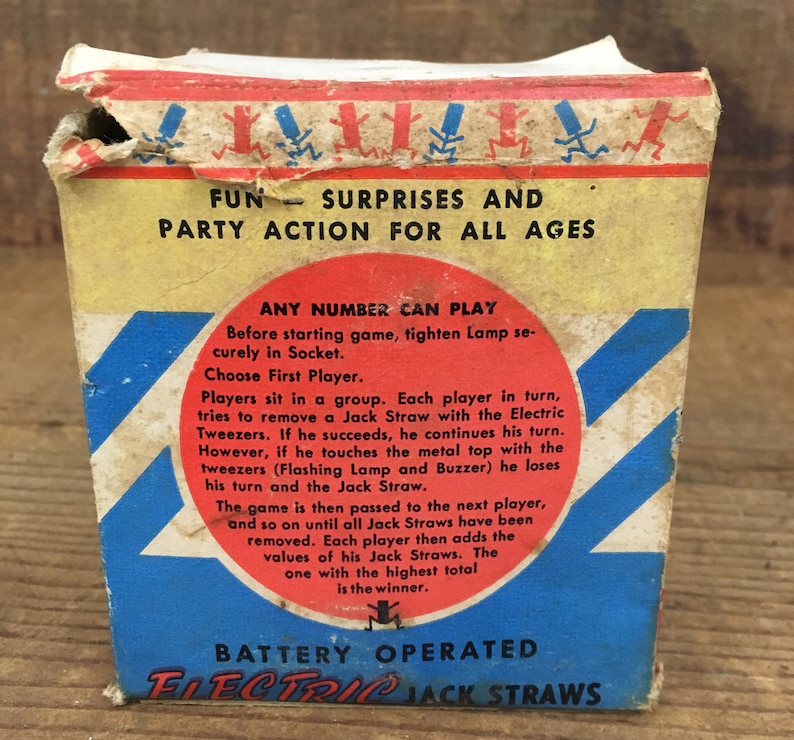 FUN – SURPRISES AND
PARTY ACTION FOR ALL AGES
ANY NUMBER CAN PLAY
Before starting game, tighten Lamp se-
curely in Socket.
Choose First Player.
Players sit in a group. Each player in turn,
tries to remove a Jack Straw with the Electric
Tweezers. If he succeeds, he continues his turn.
However, if he touches the metal top with the
tweezers (Flashing Lamp and Buzzer) he loses
his turn and the Jack Straw.
The game is then passed to the next player,
and so on until all Jack Straws have been
removed. Each player then adds the
values of his Jack Straws. The
one with the highest total
is the winner.
BATTERY OPERATED
ELECTRIC JACK STRAWS